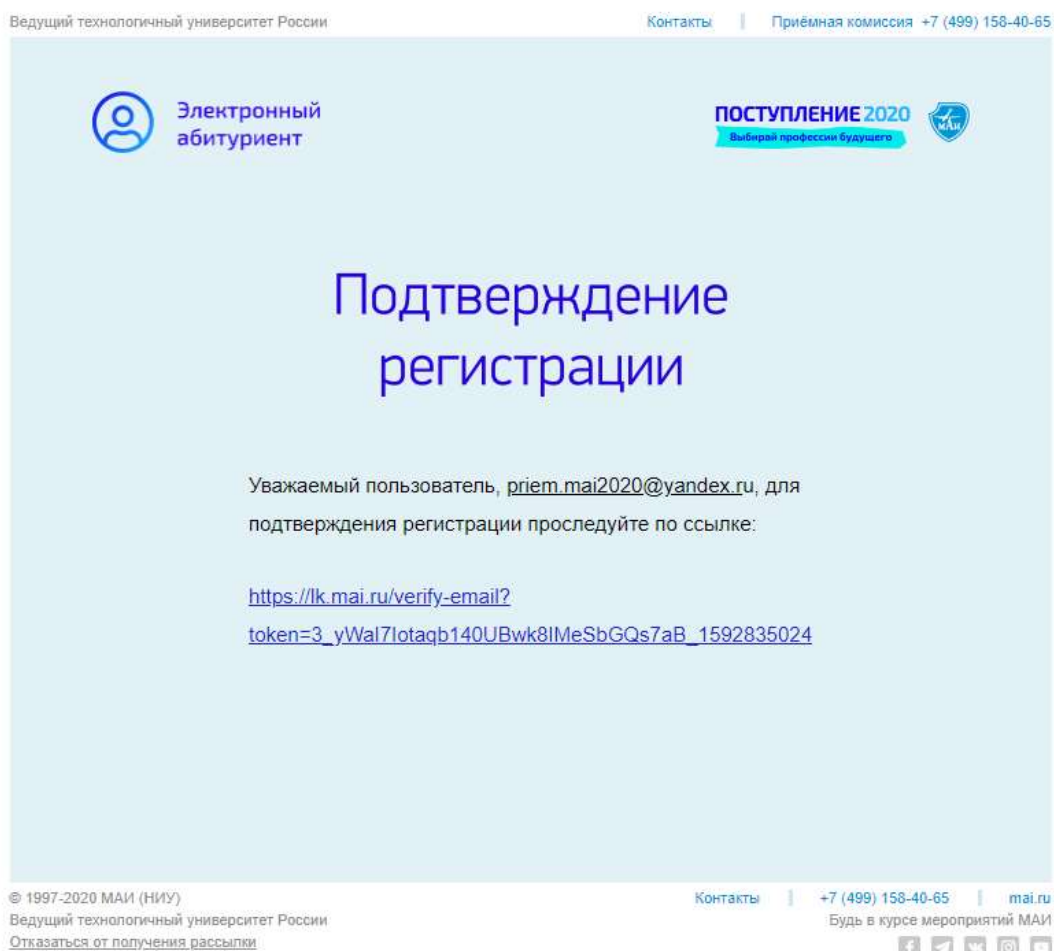 Ведущий технологичный университет России
Контакты
Приёмная комиссия +7 (499) 158-40-65
Электронный
абитуриент
ПОСТУПЛЕНИЕ 2020
Выбирай профессии будущего
МАИ
Подтверждение
регистрации
Уважаемый пользователь, priem.mai2020@yandex.ru, для
подтверждения регистрации проследуйте по ссылке:
https://lk.mai.ru/verify-email?
token=3_yWaI7Iotaqb140UBwk8IMeSbGQs7aB_1592835024
© 1997-2020 МАИ (НИУ)
Контакты
+7 (499) 158-40-65
mai.ru
Ведущий технологичный университет России
Будь в курсе мероприятий МАИ
Отказаться от получения рассылки